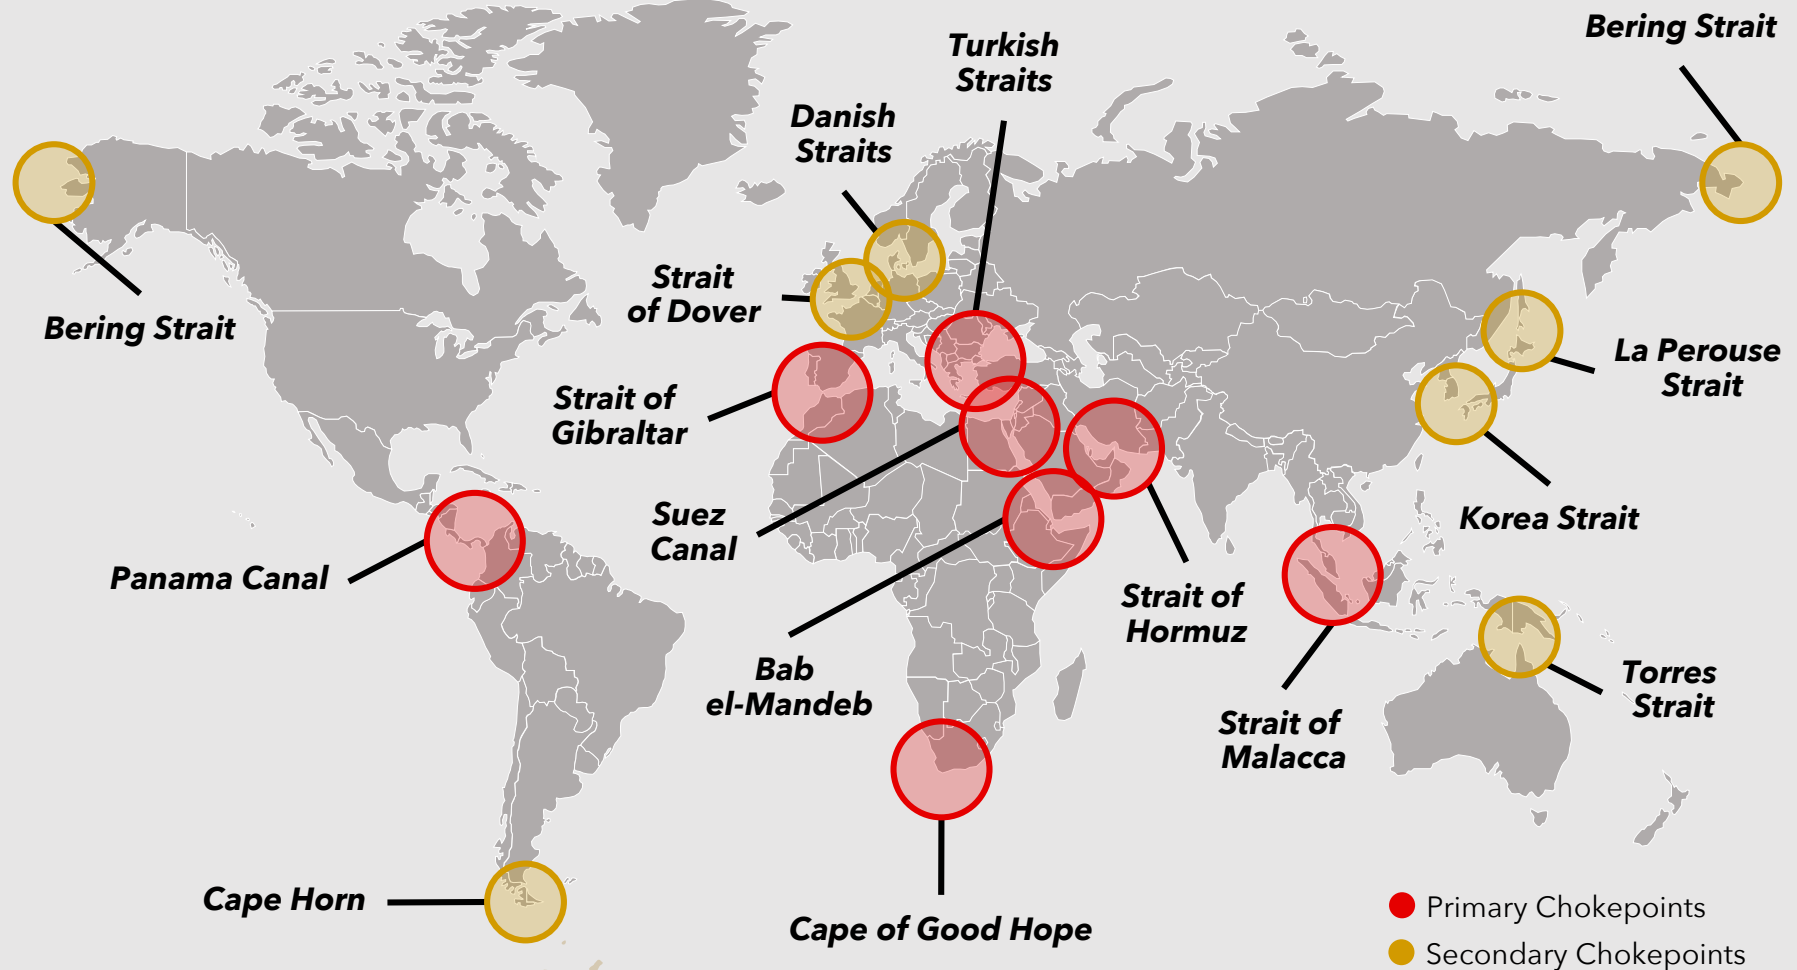 Bering Strait
Turkish
Straits
Danish
Straits
Strait
of Dover
Bering Strait
La Perouse
Strait
Strait of
Gibraltar
Suez
Canal
Korea Strait
Panama Canal
Strait of
Hormuz
Bab
el-Mandeb
Torres
Strait
Strait of
Malacca
Cape Horn
Cape of Good Hope
Primary Chokepoints
Secondary Chokepoints